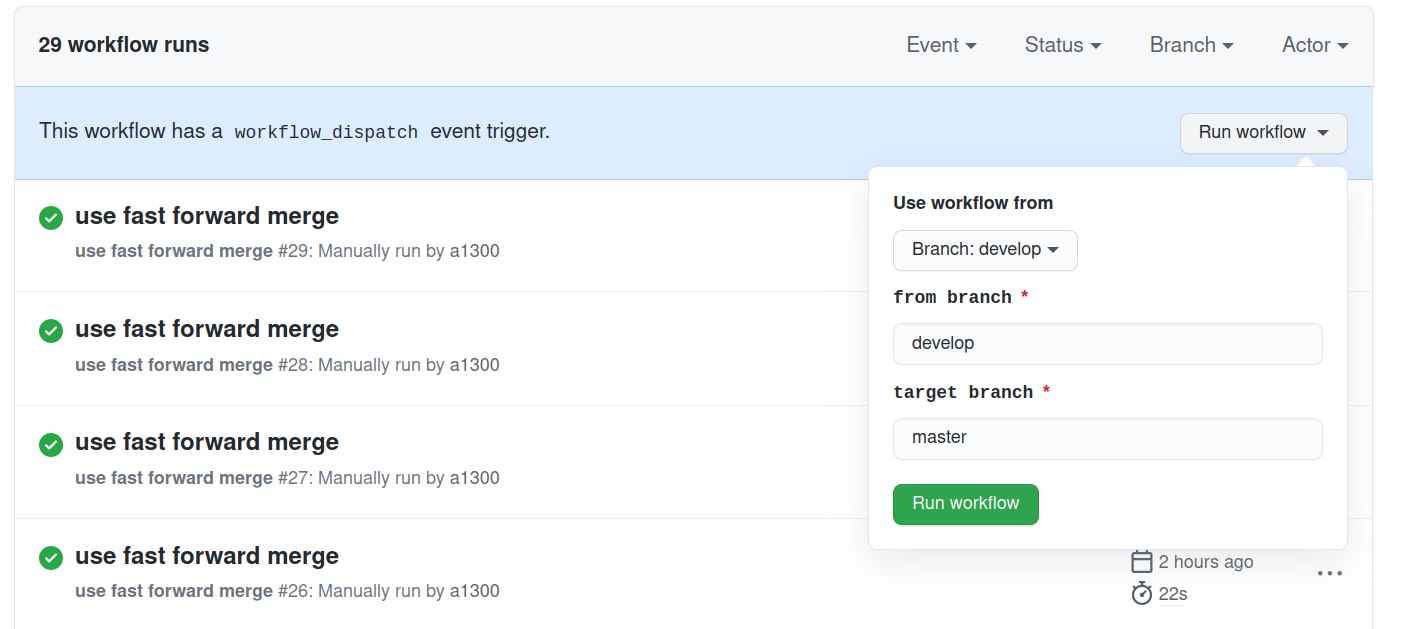 29 workflow runs
Event Status Branch Actor
This workflow has a workflow_dispatch event trigger.
Run workflow
use fast forward merge
use fast forward merge #29: Manually run by a1300
use fast forward merge
use fast forward merge #28: Manually run by a1300
use fast forward merge
use fast forward merge #27: Manually run by a1300
use fast forward merge
use fast forward merge #26: Manually run by a1300
Use workflow from
Branch: develop
from branch *
develop
target branch *
master
Run workflow
2 hours ago
22s